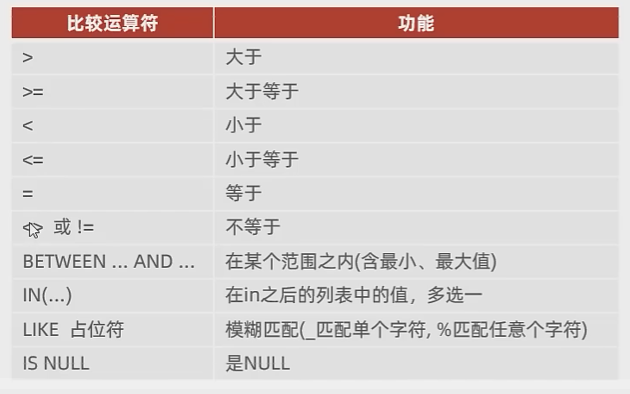 比较运算符 功能
> 大于
>= 大于等于
< 小于
<= 小于等于
= 等于
<> 或 != 不等于
BETWEEN ... AND ... 在某个范围之内(含最小、最大值)
IN(...) 在in之后的列表中的值，多选一
LIKE 占位符 模糊匹配(_匹配单个字符, %匹配任意个字符)
IS NULL 是NULL